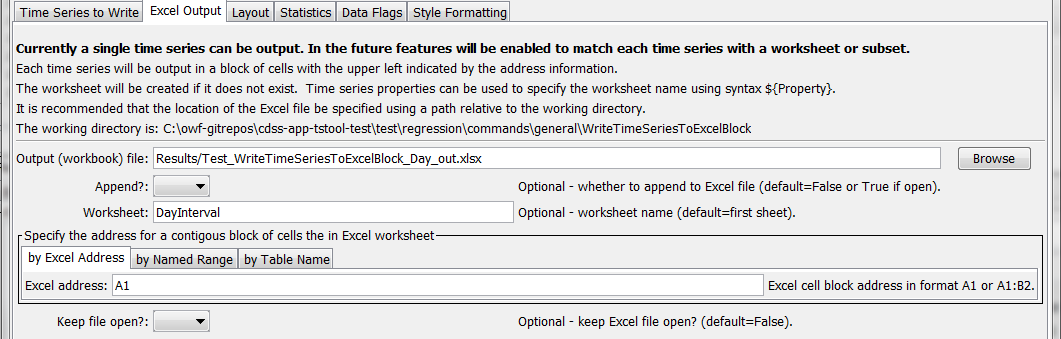 Time Series to Write Excel Output Layout Statistics Data Flags Style Formatting
Currently a single time series can be output. In the future features will be enabled to match each time series with a worksheet or subset.
Each time series will be output in a block of cells with the upper left indicated by the address information.
The worksheet will be created if it does not exist. Time series properties can be used to specify the worksheet name using syntax ${Property}.
It is recommended that the location of the Excel file be specified using a path relative to the working directory.
The working directory is: C:\owf-gitrepos\cdss-app-tstool-test\test\regression\commands\general\WriteTimeSeriesToExcelBlock
Output (workbook) file: Results/Test_WriteTimeSeriesToExcelBlock_Day_out.xlsx Browse
Append?: Optional - whether to append to Excel file (default=False or True if open).
Worksheet: DayInterval Optional - worksheet name (default=first sheet).
Specify the address for a contigous block of cells the in Excel worksheet
by Excel Address by Named Range by Table Name
Excel address: A1 Excel cell block address in format A1 or A1:B2.
Keep file open?: Optional - keep Excel file open? (default=False).